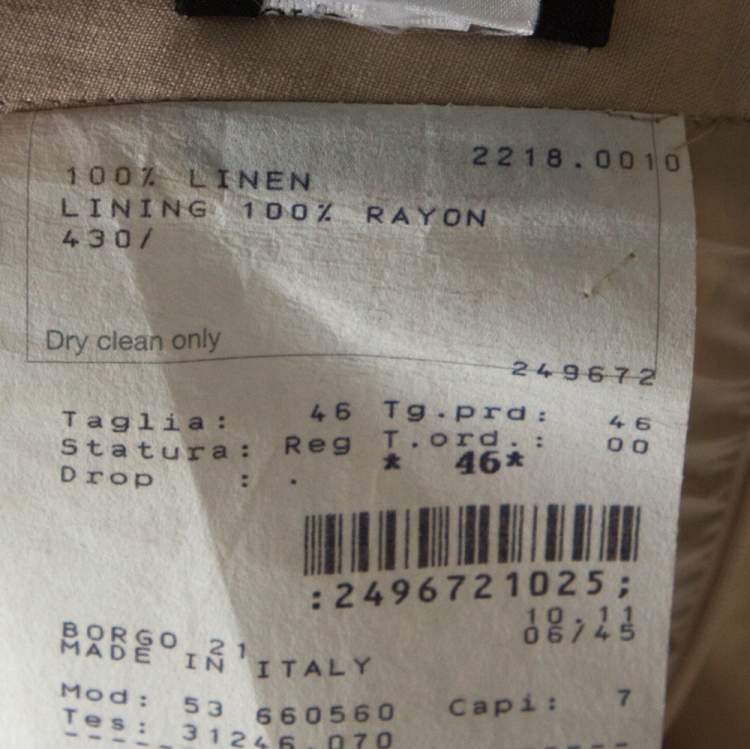 2218.0010
100% LINEN
LINING 100% RAYON
430/
Dry clean only
249672
Taglia: 46 Tg.prd: 46
Statura: Reg T.ord.: 00
Drop : . * 46*
:2496721025;
10.11
06/45
BORGO 21
MADE IN ITALY
Mod: 53 660560 Capi: 7
Tes: 31246.070